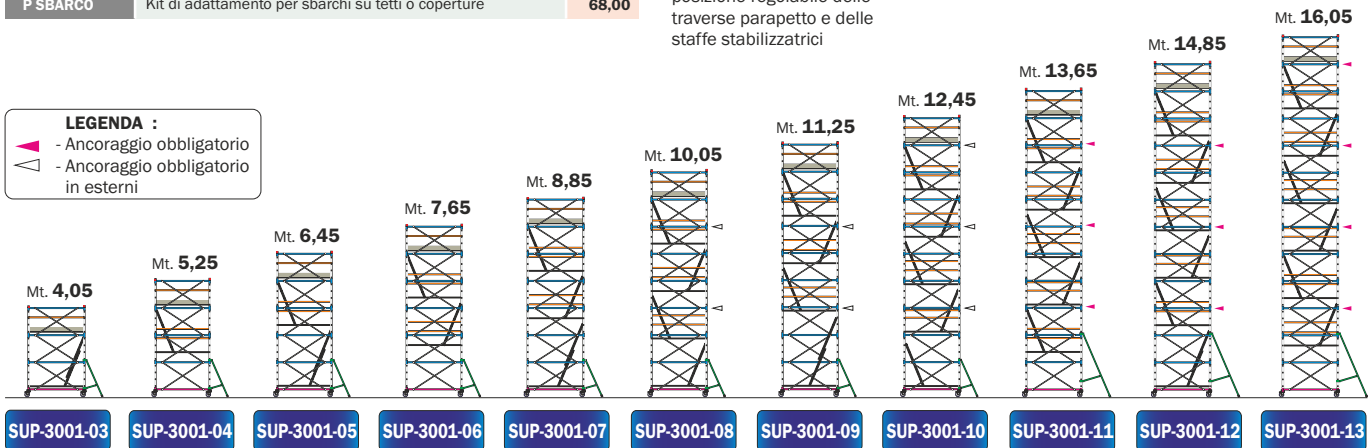 P SBARCO Kit di adattamento per sbarchi su tetti o coperture 68,00
posizione regolabile delle
traverse parapetto e delle
staffe stabilizzatrici
LEGENDA :
- Ancoraggio obbligatorio
- Ancoraggio obbligatorio
in esterni
Mt. 4,05
Mt. 5,25
Mt. 6,45
Mt. 7,65
Mt. 8,85
Mt. 10,05
Mt. 11,25
Mt. 12,45
Mt. 13,65
Mt. 14,85
Mt. 16,05
SUP-3001-03 SUP-3001-04 SUP-3001-05 SUP-3001-06 SUP-3001-07 SUP-3001-08 SUP-3001-09 SUP-3001-10 SUP-3001-11 SUP-3001-12 SUP-3001-13